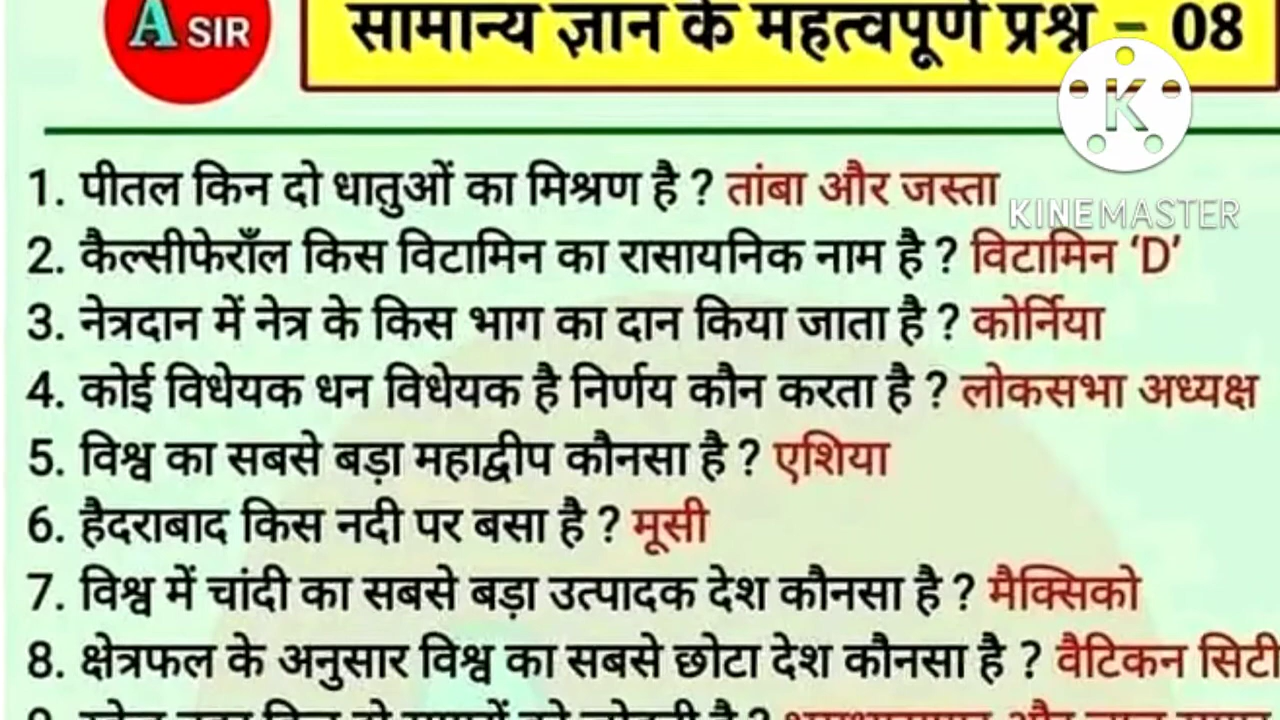 A SIR
सामान्य ज्ञान के महत्वपूर्ण प्रश्न – 08
K
KINEMASTER
1. पीतल किन दो धातुओं का मिश्रण है ? तांबा और जस्ता
2. कैल्सीफेराँल किस विटामिन का रासायनिक नाम है ? विटामिन ‘D’
3. नेत्रदान में नेत्र के किस भाग का दान किया जाता है ? कोर्निया
4. कोई विधेयक धन विधेयक है निर्णय कौन करता है ? लोकसभा अध्यक्ष
5. विश्व का सबसे बड़ा महाद्वीप कौनसा है ? एशिया
6. हैदराबाद किस नदी पर बसा है ? मूसी
7. विश्व में चांदी का सबसे बड़ा उत्पादक देश कौनसा है ? मैक्सिको
8. क्षेत्रफल के अनुसार विश्व का सबसे छोटा देश कौनसा है ? वैटिकन सिटी